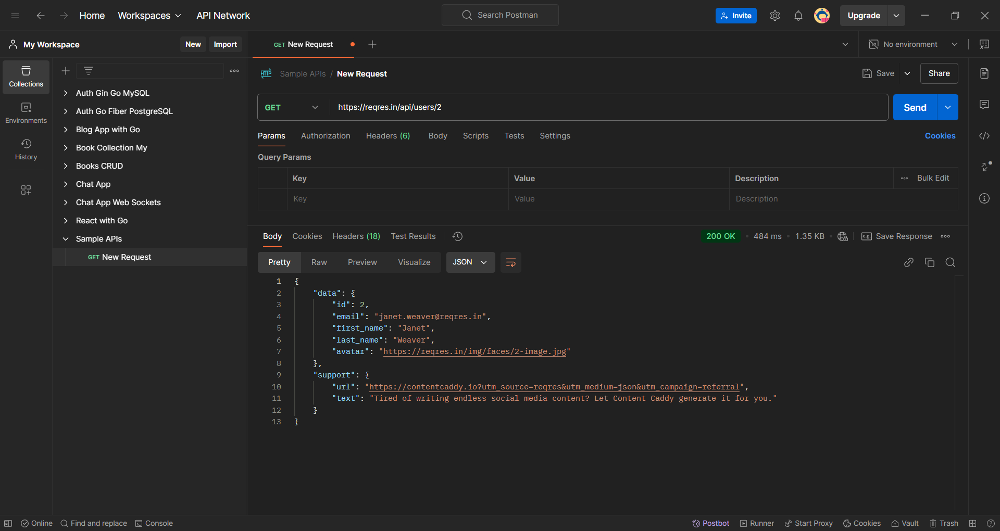 Home Workspaces API Network Search Postman Invite Upgrade
My Workspace New Import GET New Request No environment
Collections
Environments
History
Auth Gin Go MySQL
Auth Go Fiber PostgreSQL
Blog App with Go
Book Collection My
Books CRUD
Chat App
Chat App Web Sockets
React with Go
Sample APIs
GET New Request
HTTP Sample APIs / New Request Save Share
GET https://reqres.in/api/users/2 Send
Params Authorization Headers (6) Body Scripts Tests Settings Cookies
Query Params
Key Value Description Bulk Edit
Key Value Description
Body Cookies Headers (18) Test Results 200 OK 484 ms 1.35 KB e.g. Save Response
Pretty Raw Preview Visualize JSON
1 {
2 "data": {
3 "id": 2,
4 "email": "janet.weaver@reqres.in",
5 "first_name": "Janet",
6 "last_name": "Weaver",
7 "avatar": "https://reqres.in/img/faces/2-image.jpg"
8 },
9 "support": {
10 "url": "https://contentcaddy.io?utm_source=reqres&utm_medium=json&utm_campaign=referral",
11 "text": "Tired of writing endless social media content? Let Content Caddy generate it for you."
12 }
13 }
Online Find and replace Console Postbot Runner Start Proxy Cookies Vault Trash